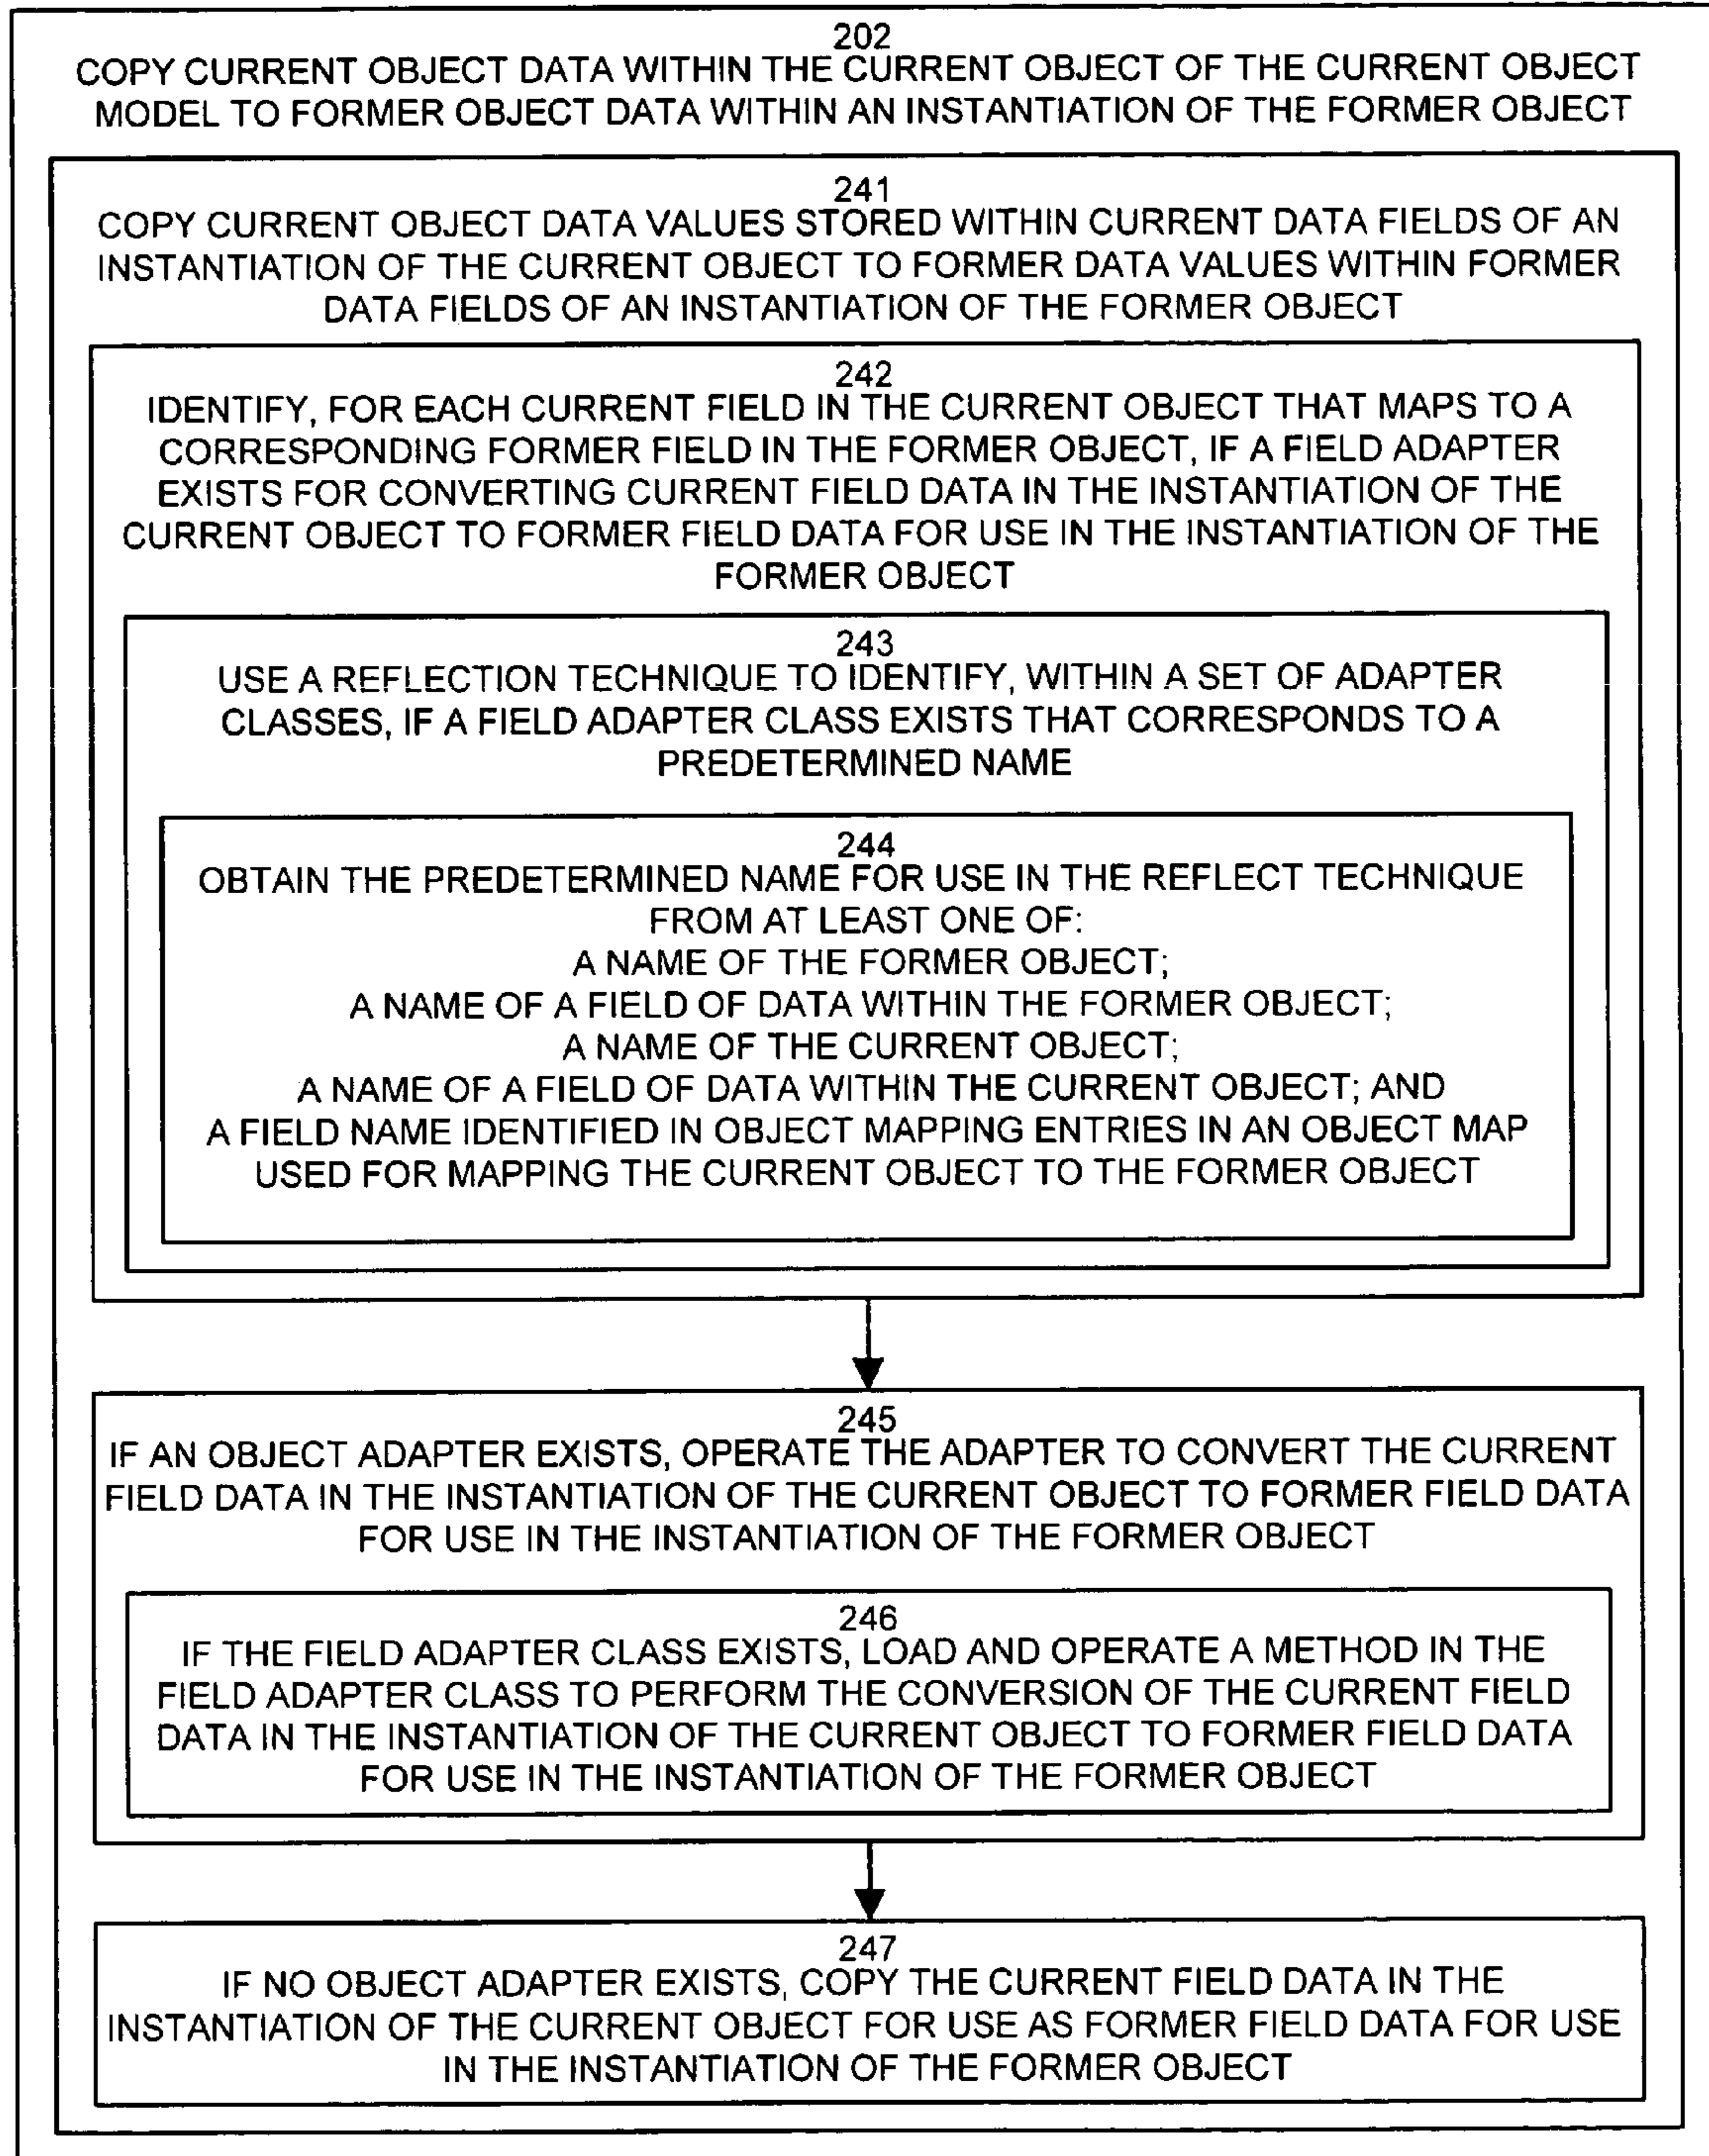 202
COPY CURRENT OBJECT DATA WITHIN THE CURRENT OBJECT OF THE CURRENT OBJECT
MODEL TO FORMER OBJECT DATA WITHIN AN INSTANTIATION OF THE FORMER OBJECT
241
COPY CURRENT OBJECT DATA VALUES STORED WITHIN CURRENT DATA FIELDS OF AN
INSTANTIATION OF THE CURRENT OBJECT TO FORMER DATA VALUES WITHIN FORMER
DATA FIELDS OF AN INSTANTIATION OF THE FORMER OBJECT
242
IDENTIFY, FOR EACH CURRENT FIELD IN THE CURRENT OBJECT THAT MAPS TO A
CORRESPONDING FORMER FIELD IN THE FORMER OBJECT, IF A FIELD ADAPTER
EXISTS FOR CONVERTING CURRENT FIELD DATA IN THE INSTANTIATION OF THE
CURRENT OBJECT TO FORMER FIELD DATA FOR USE IN THE INSTANTIATION OF THE
FORMER OBJECT
243
USE A REFLECTION TECHNIQUE TO IDENTIFY, WITHIN A SET OF ADAPTER
CLASSES, IF A FIELD ADAPTER CLASS EXISTS THAT CORRESPONDS TO A
PREDETERMINED NAME
244
OBTAIN THE PREDETERMINED NAME FOR USE IN THE REFLECT TECHNIQUE
FROM AT LEAST ONE OF:
A NAME OF THE FORMER OBJECT;
A NAME OF A FIELD OF DATA WITHIN THE FORMER OBJECT;
A NAME OF THE CURRENT OBJECT;
A NAME OF A FIELD OF DATA WITHIN THE CURRENT OBJECT; AND
A FIELD NAME IDENTIFIED IN OBJECT MAPPING ENTRIES IN AN OBJECT MAP
USED FOR MAPPING THE CURRENT OBJECT TO THE FORMER OBJECT
245
IF AN OBJECT ADAPTER EXISTS, OPERATE THE ADAPTER TO CONVERT THE CURRENT
FIELD DATA IN THE INSTANTIATION OF THE CURRENT OBJECT TO FORMER FIELD DATA
FOR USE IN THE INSTANTIATION OF THE FORMER OBJECT
246
IF THE FIELD ADAPTER CLASS EXISTS, LOAD AND OPERATE A METHOD IN THE
FIELD ADAPTER CLASS TO PERFORM THE CONVERSION OF THE CURRENT FIELD
DATA IN THE INSTANTIATION OF THE CURRENT OBJECT TO FORMER FIELD DATA
FOR USE IN THE INSTANTIATION OF THE FORMER OBJECT
247
IF NO OBJECT ADAPTER EXISTS, COPY THE CURRENT FIELD DATA IN THE
INSTANTIATION OF THE CURRENT OBJECT FOR USE AS FORMER FIELD DATA FOR USE
IN THE INSTANTIATION OF THE FORMER OBJECT